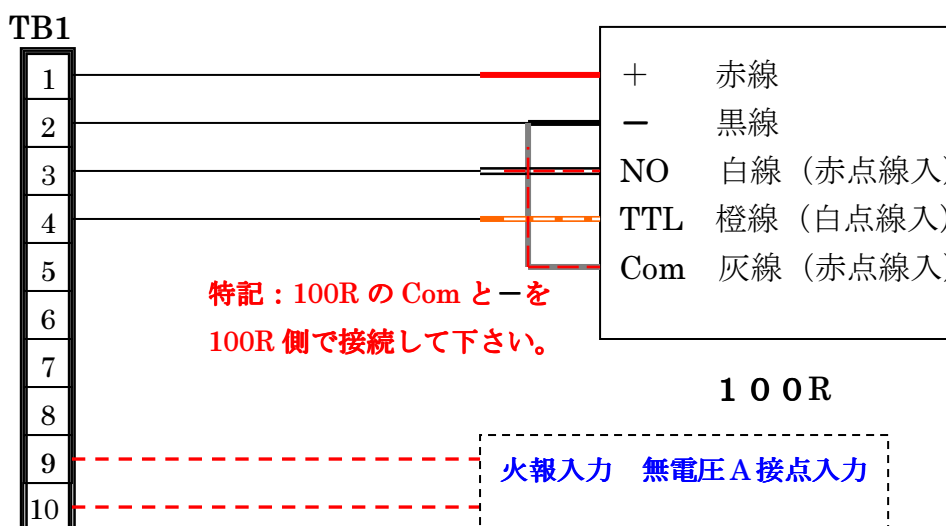 TB1
1
2
3
4
5
6
7
8
9
10
+ 赤線
− 黒線
NO 白線（赤点線入）
TTL 橙線（白点線入）
Com 灰線（赤点線入）
特記：100R の Com と−を
100R 側で接続して下さい。
１００R
火報入力 無電圧A接点入力